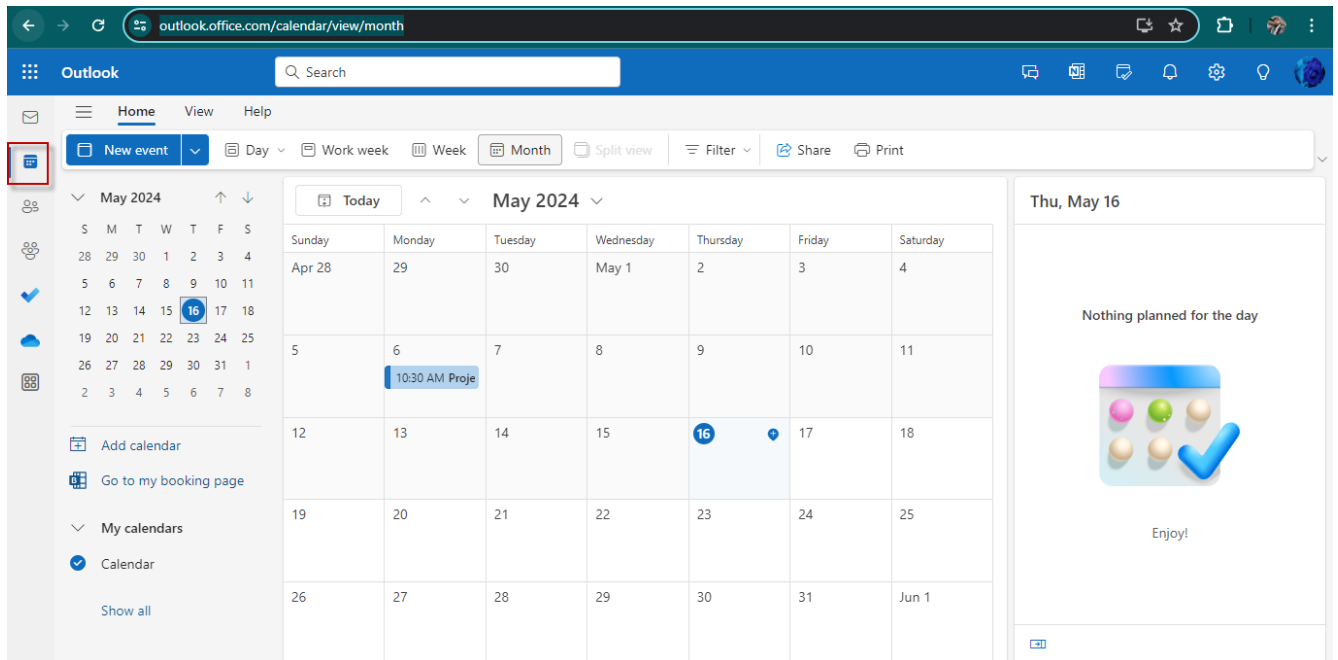 outlook.office.com/calendar/view/month
Outlook
Search
Home View Help
New event Day Work week Week Month Split view Filter Share Print
May 2024
S M T W T F S
28 29 30 1 2 3 4
5 6 7 8 9 10 11
12 13 14 15 16 17 18
19 20 21 22 23 24 25
26 27 28 29 30 31 1
2 3 4 5 6 7 8
Add calendar
Go to my booking page
My calendars
Calendar
Show all
Today May 2024
Sunday Monday Tuesday Wednesday Thursday Friday Saturday
Apr 28 29 30 May 1 2 3 4
5 6 7 8 9 10 11
10:30 AM Proje
12 13 14 15 16 17 18
19 20 21 22 23 24 25
26 27 28 29 30 31 Jun 1
Thu, May 16
Nothing planned for the day
Enjoy!